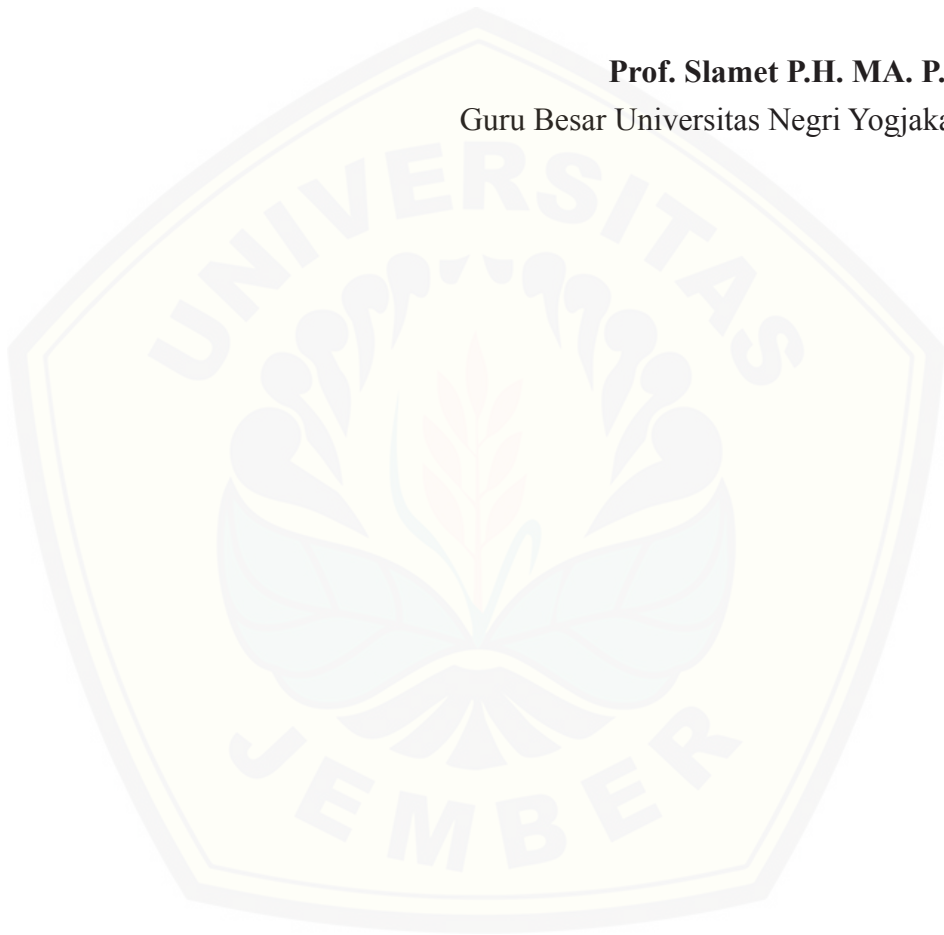 Prof. Slamet P.H. MA. P.
Guru Besar Universitas Negri Yogjaka
UNIVERSITAS
JEMBER